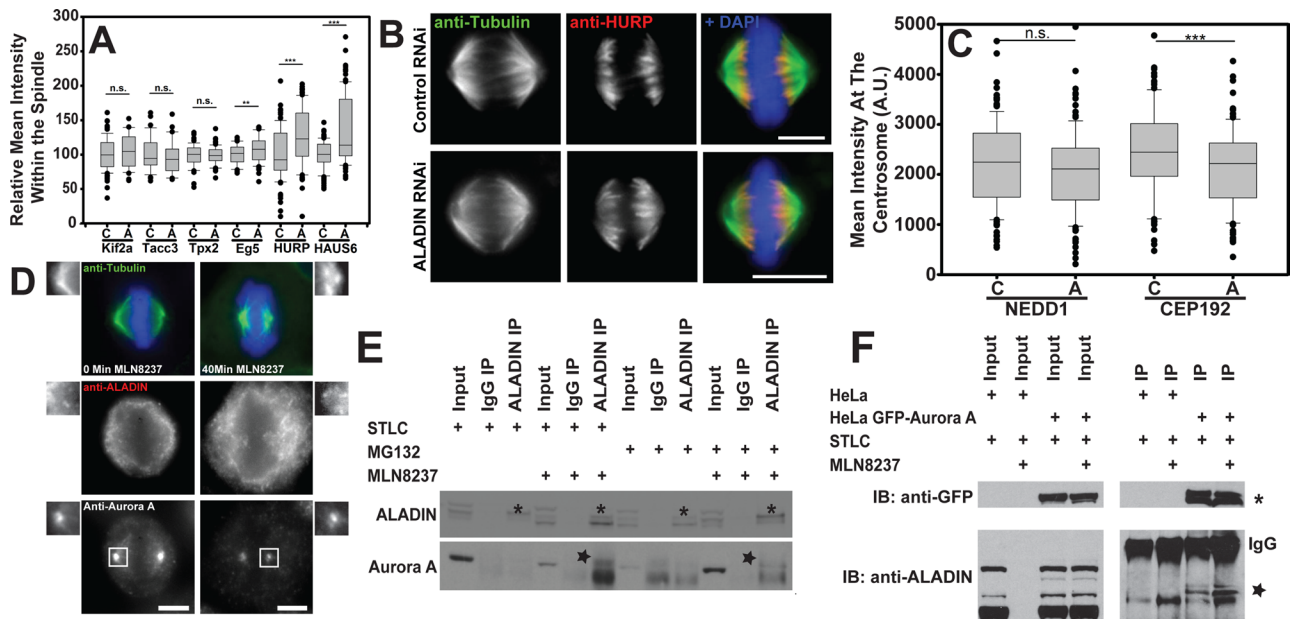 A
Relative Mean Intensity
Within the Spindle
300
250
200
150
100
50
0
n.s.
n.s.
n.s.
**
***
***
C A C A C A C A C A C A
Kif2a Tacc3 Tpx2 Eg5 HURP HAUS6
B
anti-Tubulin anti-HURP + DAPI
Control RNAi
ALADIN RNAi
C
Mean Intensity At The
Centrosome (A.U.)
5000
4000
3000
2000
1000
0
n.s.
***
C A C A
NEDD1 CEP192
D
anti-Tubulin
0 Min MLN8237 40Min MLN8237
anti-ALADIN
Anti-Aurora A
E
Input IgG IP ALADIN IP Input IgG IP ALADIN IP Input IgG IP ALADIN IP Input IgG IP ALADIN IP
STLC + + + + + +
MG132 + + + + + +
MLN8237 + + + + + +
ALADIN * * * *
Aurora A ★ ★
F
Input Input Input Input IP IP IP IP
HeLa + + + +
HeLa GFP-Aurora A + + + +
STLC + + + + + + + +
MLN8237 + + + +
IB: anti-GFP *
IgG
IB: anti-ALADIN ★